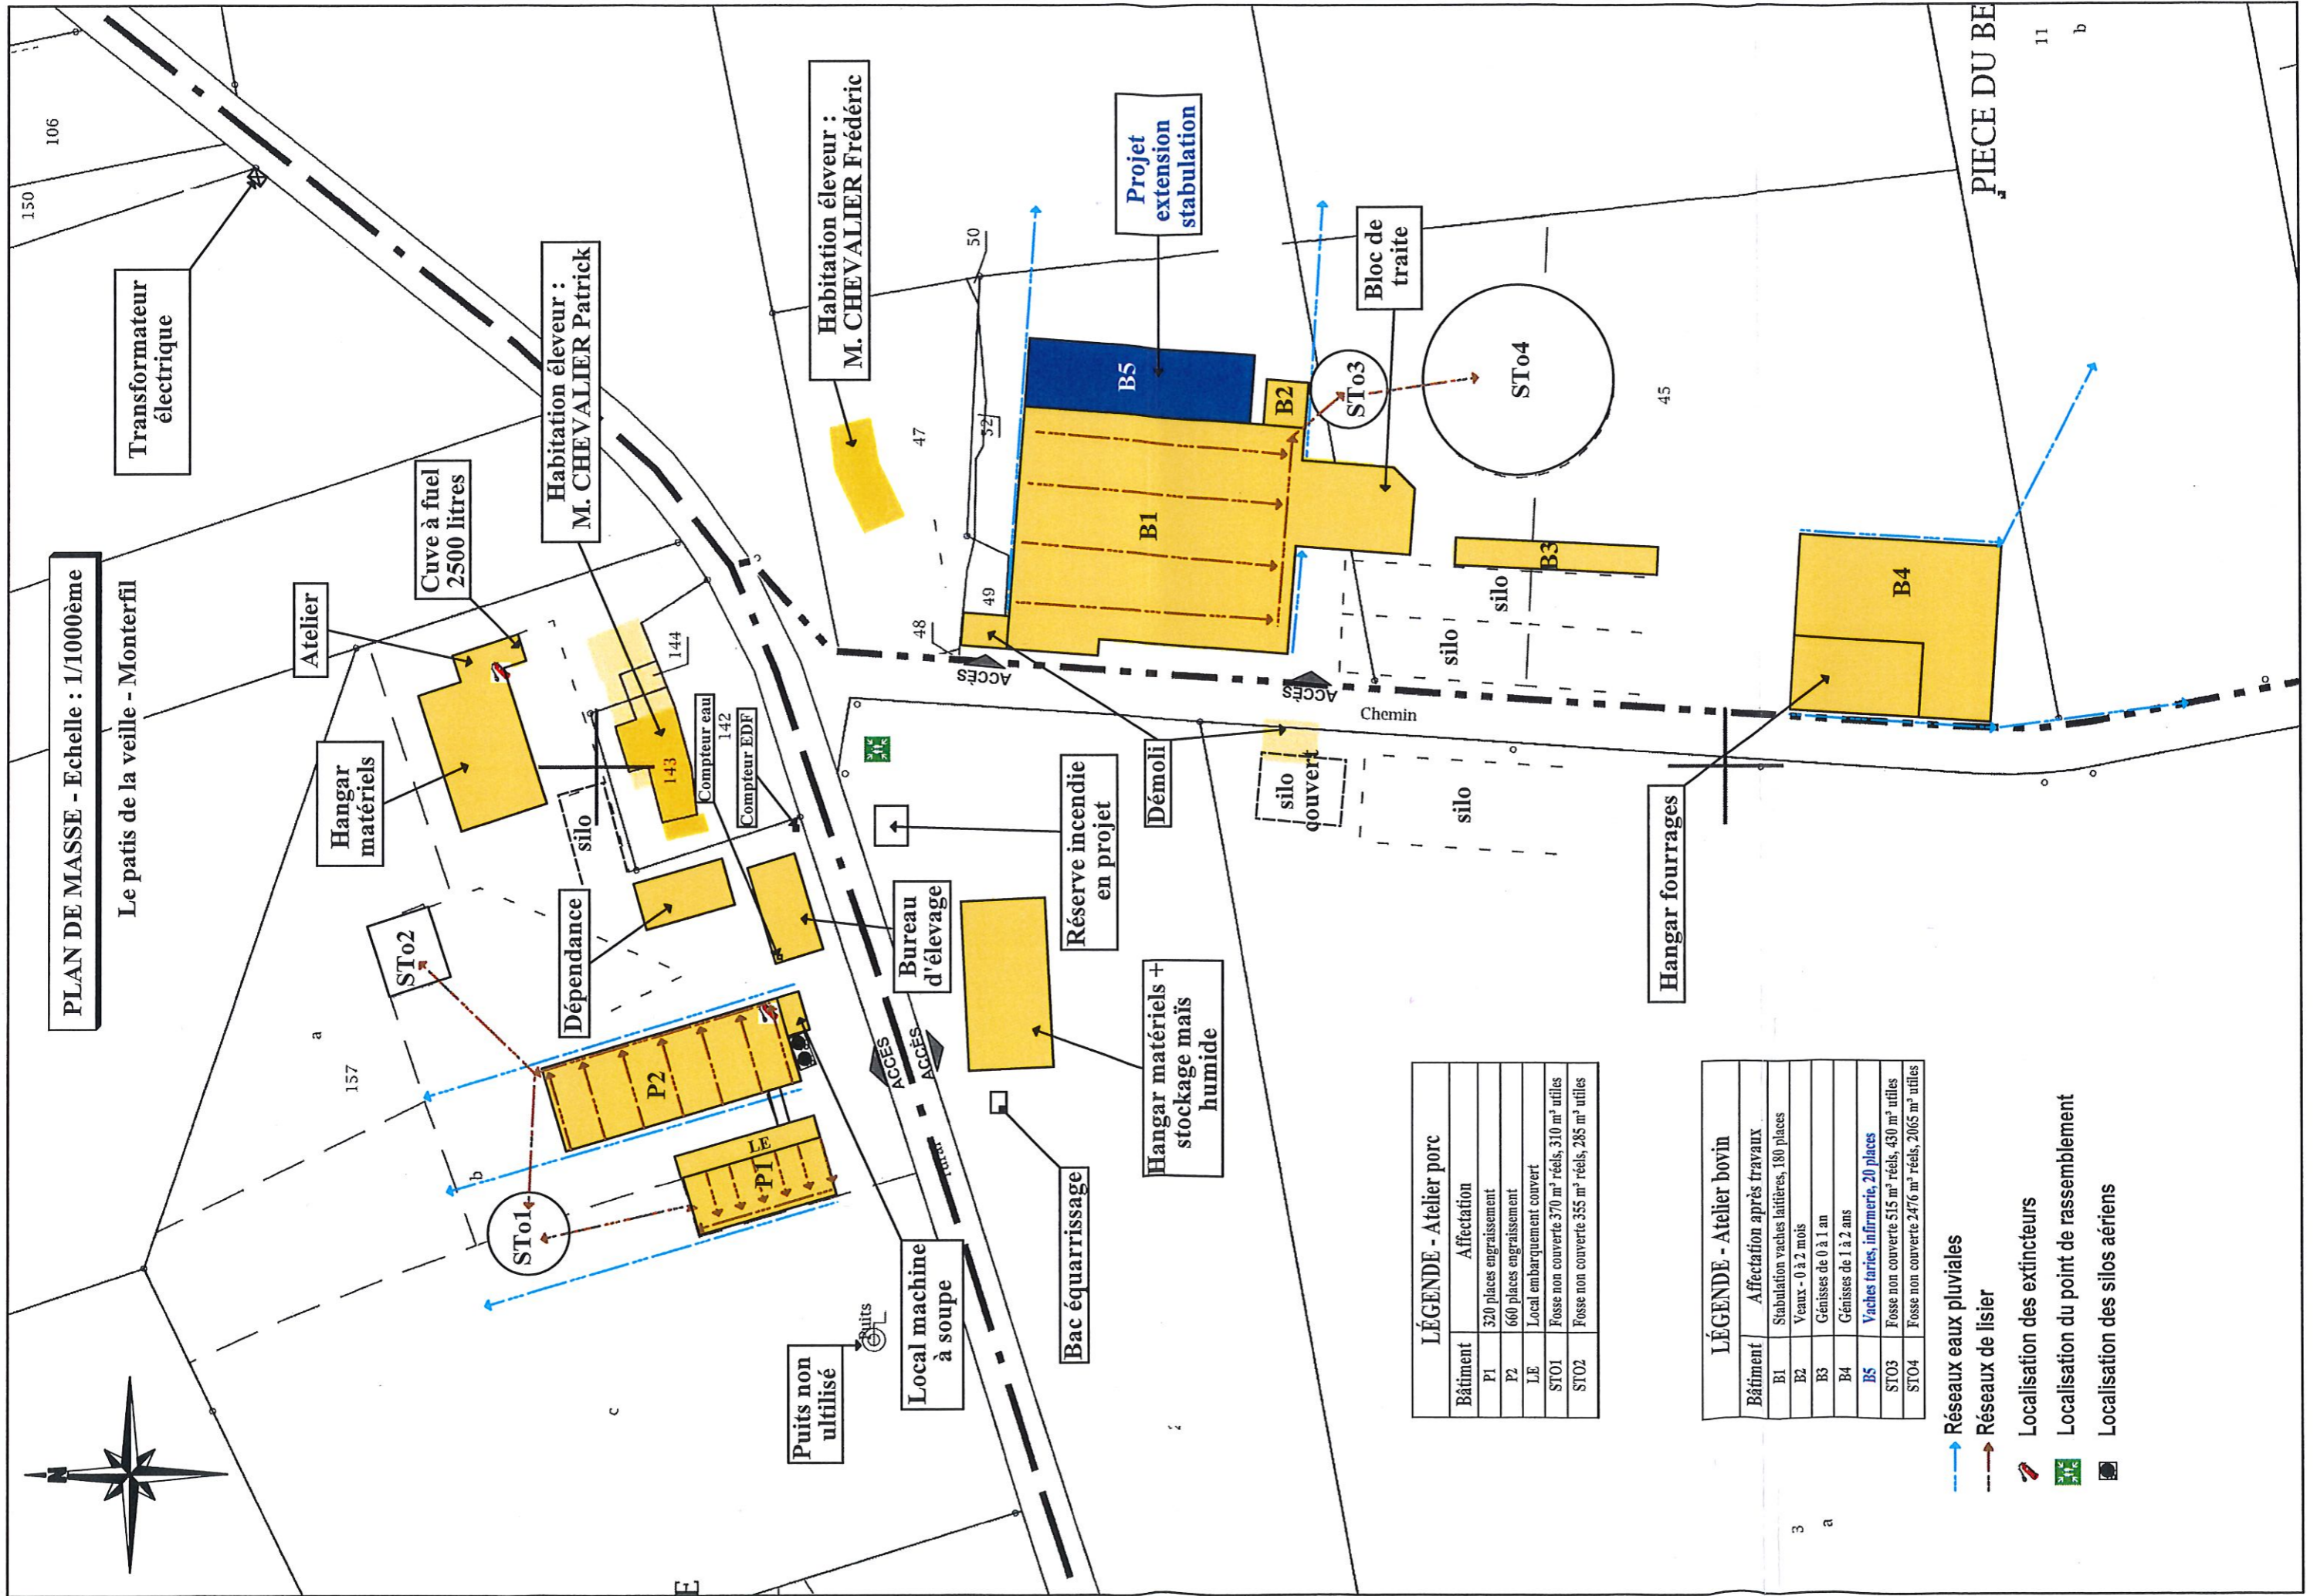 PLAN DE MASSE - Echelle : 1/1000ème
Le patis de la veille - Monterfil
N
150
106
Transformateur
électrique
Atelier
Cuve à fuel
2500 litres
Habitation éleveur :
M. CHEVALIER Patrick
Habitation éleveur :
M. CHEVALIER Frédéric
Hangar
matériels
silo
143
144
142
Compteur eau
Compteur EDF
STo2
Dépendance
Bureau
d'élevage
a
157
b
c
STo1
P2
P1
LE
ACCÈS
ACCÈS
rural
Puits
Puits non
ultilisé
Local machine
à soupe
Bac équarrissage
Hangar matériels +
stockage maïs
humide
Réserve incendie
en projet
Démoli
47
48
49
50
52
ACCÈS
ACCÈS
Chemin
Projet
extension
stabulation
B5
B1
B2
STo3
Bloc de
traite
STo4
45
B3
silo
silo
silo
couvert
silo
B4
Hangar fourrages
PIECE DU BE
11
b
2
3
a
E
LÉGENDE - Atelier porc
Bâtiment Affectation
P1 320 places engraissement
P2 660 places engraissement
LE Local embarquement couvert
STO1 Fosse non couverte 370 m³ réels, 310 m³ utiles
STO2 Fosse non couverte 355 m³ réels, 285 m³ utiles
LÉGENDE - Atelier bovin
Bâtiment Affectation après travaux
B1 Stabulation vaches laitières, 180 places
B2 Veaux - 0 à 2 mois
B3 Génisses de 0 à 1 an
B4 Génisses de 1 à 2 ans
B5 Vaches taries, infirmerie, 20 places
STO3 Fosse non couverte 515 m³ réels, 430 m³ utiles
STO4 Fosse non couverte 2476 m³ réels, 2065 m³ utiles
Réseaux eaux pluviales
Réseaux de lisier
Localisation des extincteurs
Localisation du point de rassemblement
Localisation des silos aériens